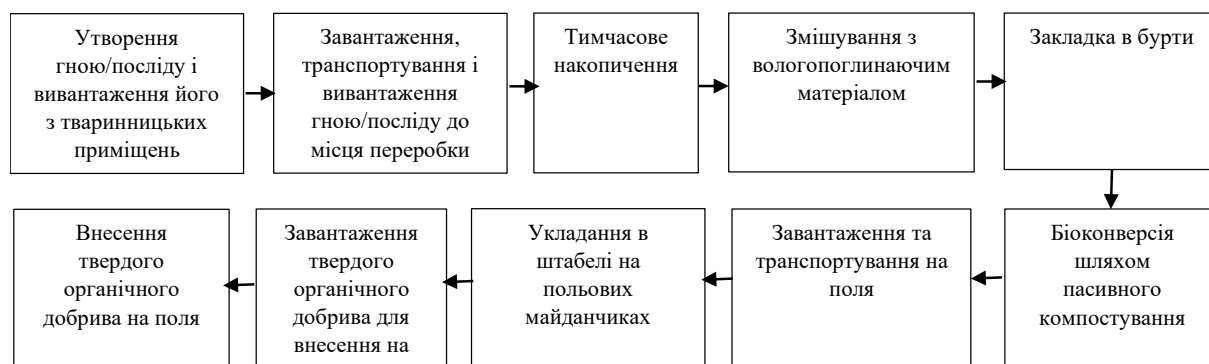 Утворення
гною/посліду і
вивантаження його
з тваринницьких
приміщень
Завантаження,
транспортування і
вивантаження
гною/посліду до
місця переробки
Тимчасове
накопичення
Змішування з
вологопоглинаючим
матеріалом
Закладка в бурти
Біоконверсія
шляхом
пасивного
компостування
Завантаження та
транспортування на
поля
Укладання в
штабелі на
польових
майданчиках
Завантаження
твердого
органічного
добрива для
внесення на
Внесення
твердого
органічного
добрива на поля